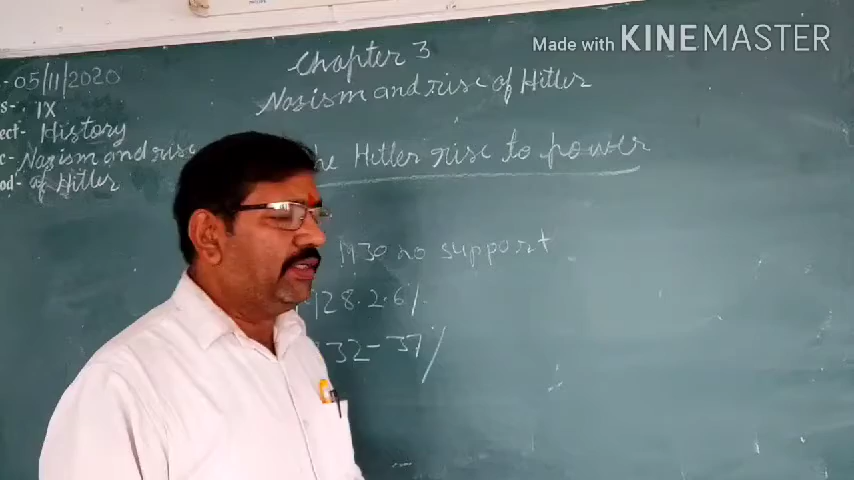 Made with KINEMASTER
Chapter 3
Nazism and rise of Hitler
05/11/2020
IX
History
Nazism and rise
of Hitler
Hitler rise to power
1930 no support
28. 2.6%
32-37%